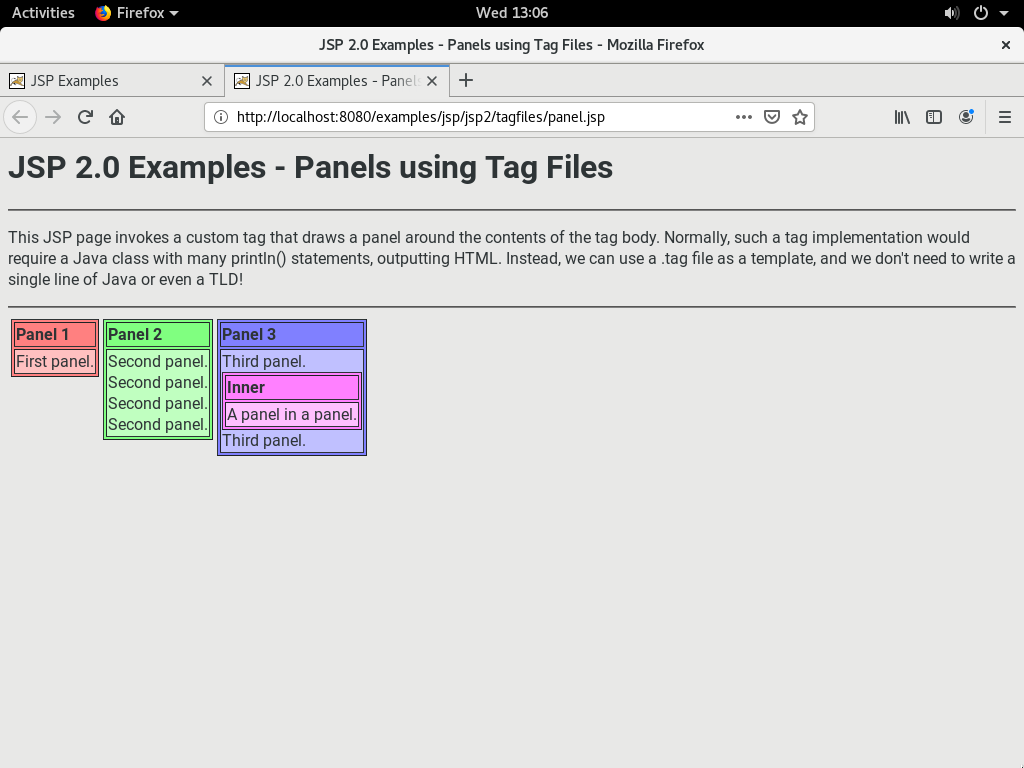 Activities
Firefox
Wed 13:06
JSP 2.0 Examples - Panels using Tag Files - Mozilla Firefox
JSP Examples
JSP 2.0 Examples - Panels
http://localhost:8080/examples/jsp/jsp2/tagfiles/panel.jsp
JSP 2.0 Examples - Panels using Tag Files
This JSP page invokes a custom tag that draws a panel around the contents of the tag body. Normally, such a tag implementation would
require a Java class with many println() statements, outputting HTML. Instead, we can use a .tag file as a template, and we don't need to write a
single line of Java or even a TLD!
Panel 1
First panel.
Panel 2
Second panel.
Second panel.
Second panel.
Second panel.
Panel 3
Third panel.
Inner
A panel in a panel.
Third panel.